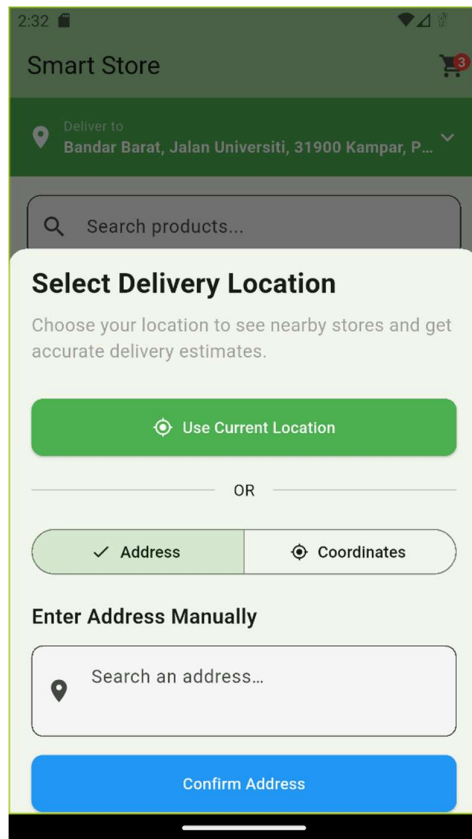 2:32
Smart Store
3
Deliver to
Bandar Barat, Jalan Universiti, 31900 Kampar, P...
Search products...
Select Delivery Location
Choose your location to see nearby stores and get
accurate delivery estimates.
Use Current Location
OR
Address
Coordinates
Enter Address Manually
Search an address...
Confirm Address